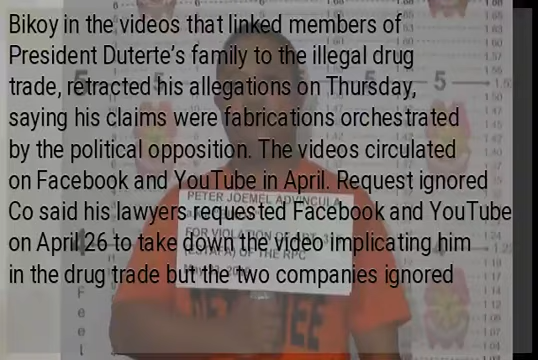 Bikoy in the videos that linked members of
President Duterte's family to the illegal drug
trade, retracted his allegations on Thursday,
saying his claims were fabrications orchestrated
by the political opposition. The videos circulated
on Facebook and YouTube in April. Request ignored
Co said his lawyers requested Facebook and YouTube
on April 26 to take down the video implicating him
in the drug trade but the two companies ignored
PETER JOEMEL ADVINCULA
FOR VIOLATION OF ART.
(ESTAFA) OF THE RPC
5
F
e
e
t